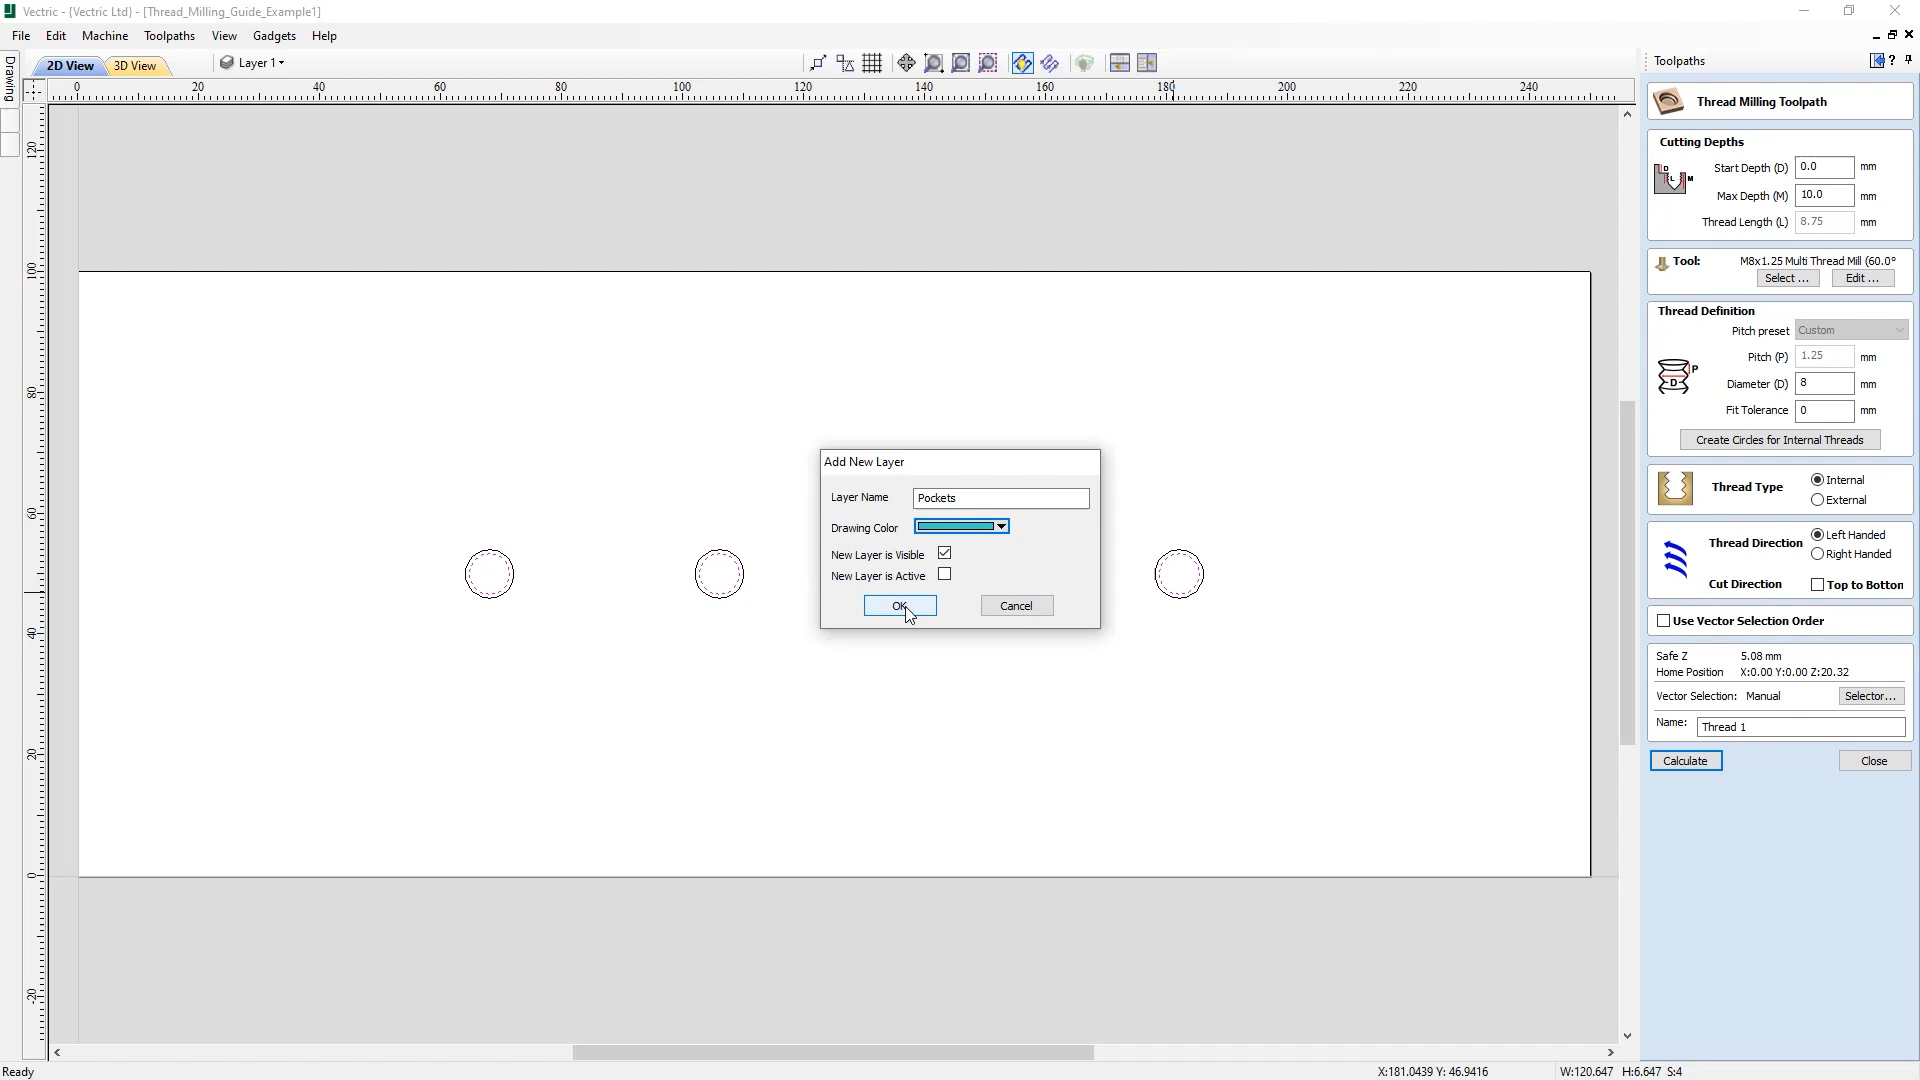 Vectric - {Vectric Ltd} - [Thread_Milling_Guide_Example1]
File Edit Machine Toolpaths View Gadgets Help
Drawing
2D View 3D View Layer 1
0 20 40 60 80 100 120 140 160 180 200 220 240
120
100
80
60
40
20
0
-20
Add New Layer
Layer Name Pockets
Drawing Color
New Layer is Visible
New Layer is Active
OK Cancel
Toolpaths
Thread Milling Toolpath
Cutting Depths
Start Depth (D) 0.0 mm
Max Depth (M) 10.0 mm
Thread Length (L) 8.75 mm
D
L M
Tool: M8x1.25 Multi Thread Mill (60.0°
Select ... Edit ...
Thread Definition
Pitch preset Custom
Pitch (P) 1.25 mm
Diameter (D) 8 mm
Fit Tolerance 0 mm
P
D
Create Circles for Internal Threads
Thread Type Internal
External
Thread Direction Left Handed
Right Handed
Cut Direction Top to Botton
Use Vector Selection Order
Safe Z 5.08 mm
Home Position X:0.00 Y:0.00 Z:20.32
Vector Selection: Manual Selector...
Name: Thread 1
Calculate Close
Ready X:181.0439 Y: 46.9416 W:120.647 H:6.647 S:4